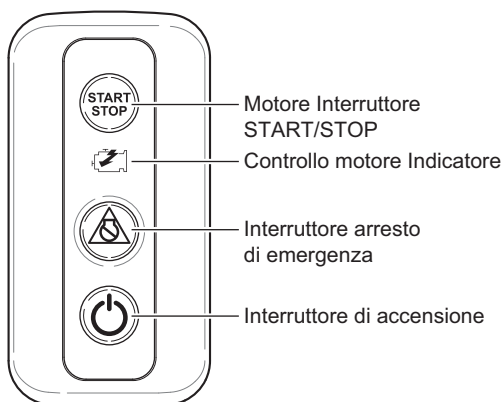 START
STOP
Motore Interruttore
START/STOP
Controllo motore Indicatore
Interruttore arresto
di emergenza
Interruttore di accensione